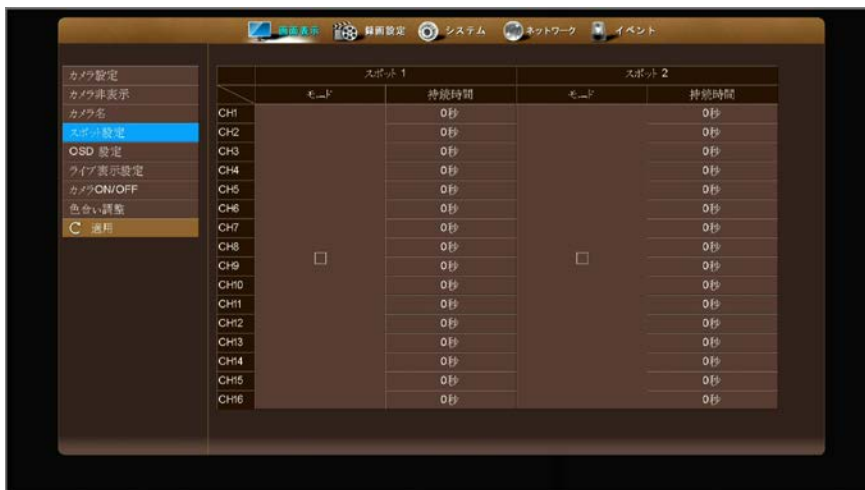 画面表示 録画設定 システム ネットワーク イベント
カメラ設定
カメラ非表示
カメラ名
スポット設定
OSD 設定
ライブ表示設定
カメラON/OFF
色合い調整
適用
スポット 1 スポット 2
モード 持続時間 モード 持続時間
CH1 0秒 0秒
CH2 0秒 0秒
CH3 0秒 0秒
CH4 0秒 0秒
CH5 0秒 0秒
CH6 0秒 0秒
CH7 0秒 0秒
CH8 0秒 0秒
CH9 0秒 0秒
CH10 0秒 0秒
CH11 0秒 0秒
CH12 0秒 0秒
CH13 0秒 0秒
CH14 0秒 0秒
CH15 0秒 0秒
CH16 0秒 0秒